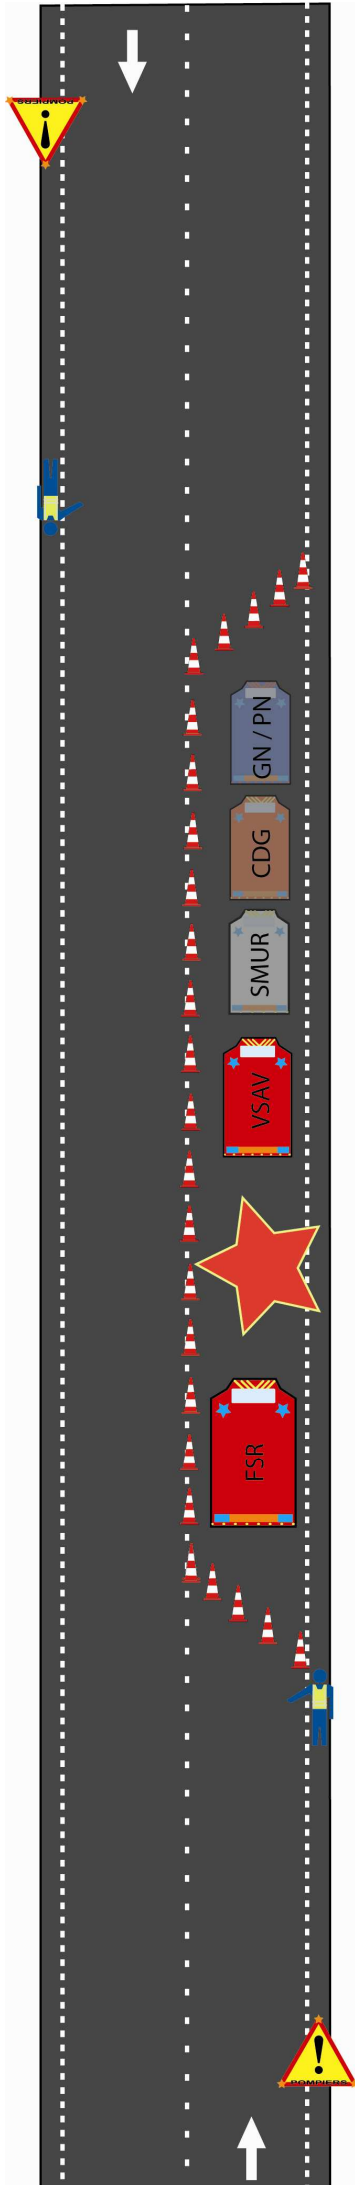 POMPIERS
GN / PN
CDG
SMUR
VSAV
FSR
POMPIERS